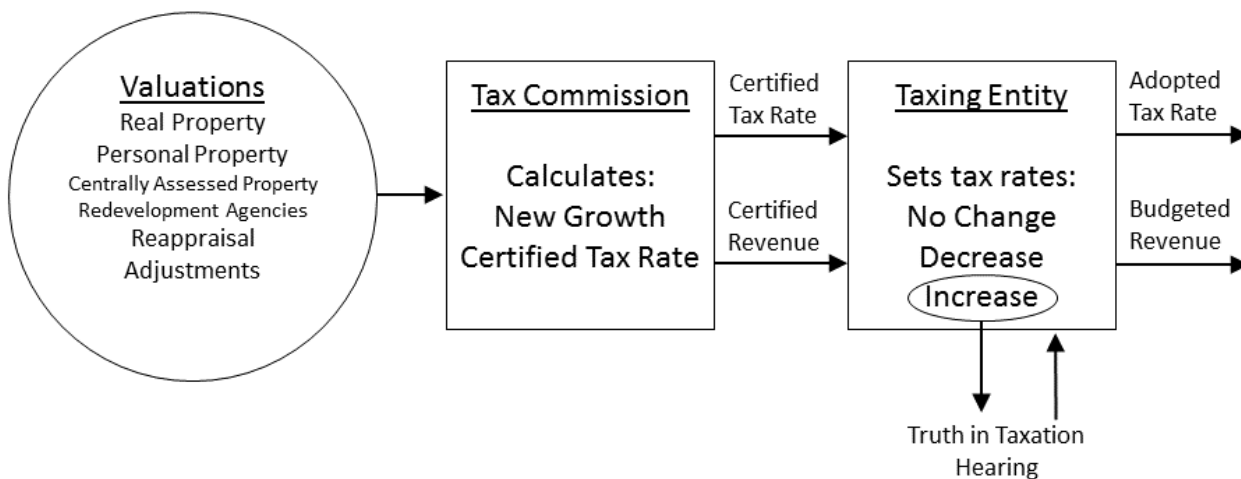 Valuations
Real Property
Personal Property
Centrally Assessed Property
Redevelopment Agencies
Reappraisal
Adjustments
Tax Commission
Calculates:
New Growth
Certified Tax Rate
Certified
Tax Rate
Certified
Revenue
Taxing Entity
Sets tax rates:
No Change
Decrease
Increase
Adopted
Tax Rate
Budgeted
Revenue
Truth in Taxation
Hearing